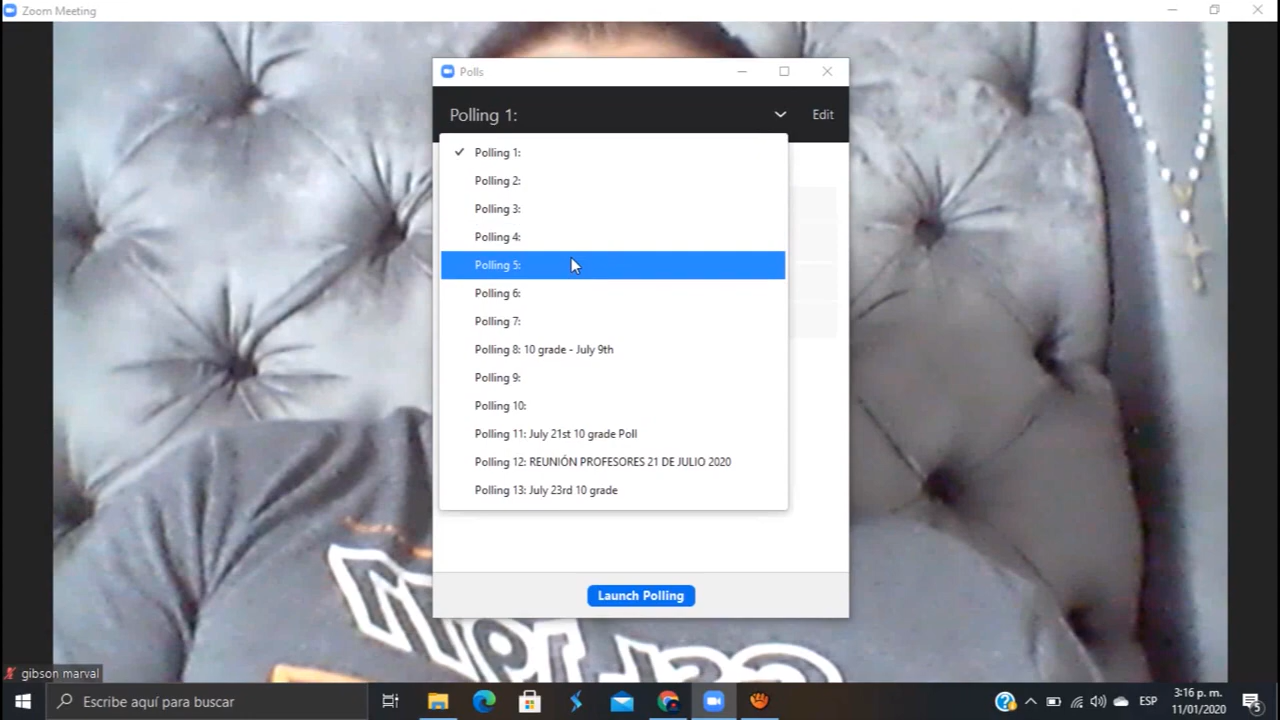 Zoom Meeting
Polls
Polling 1:
Edit
Polling 1:
Polling 2:
Polling 3:
Polling 4:
Polling 5:
Polling 6:
Polling 7:
Polling 8: 10 grade - July 9th
Polling 9:
Polling 10:
Polling 11: July 21st 10 grade Poll
Polling 12: REUNIÓN PROFESORES 21 DE JULIO 2020
Polling 13: July 23rd 10 grade
Launch Polling
gibson marval
Escribe aquí para buscar
ESP
3:16 p. m.
11/01/2020
5